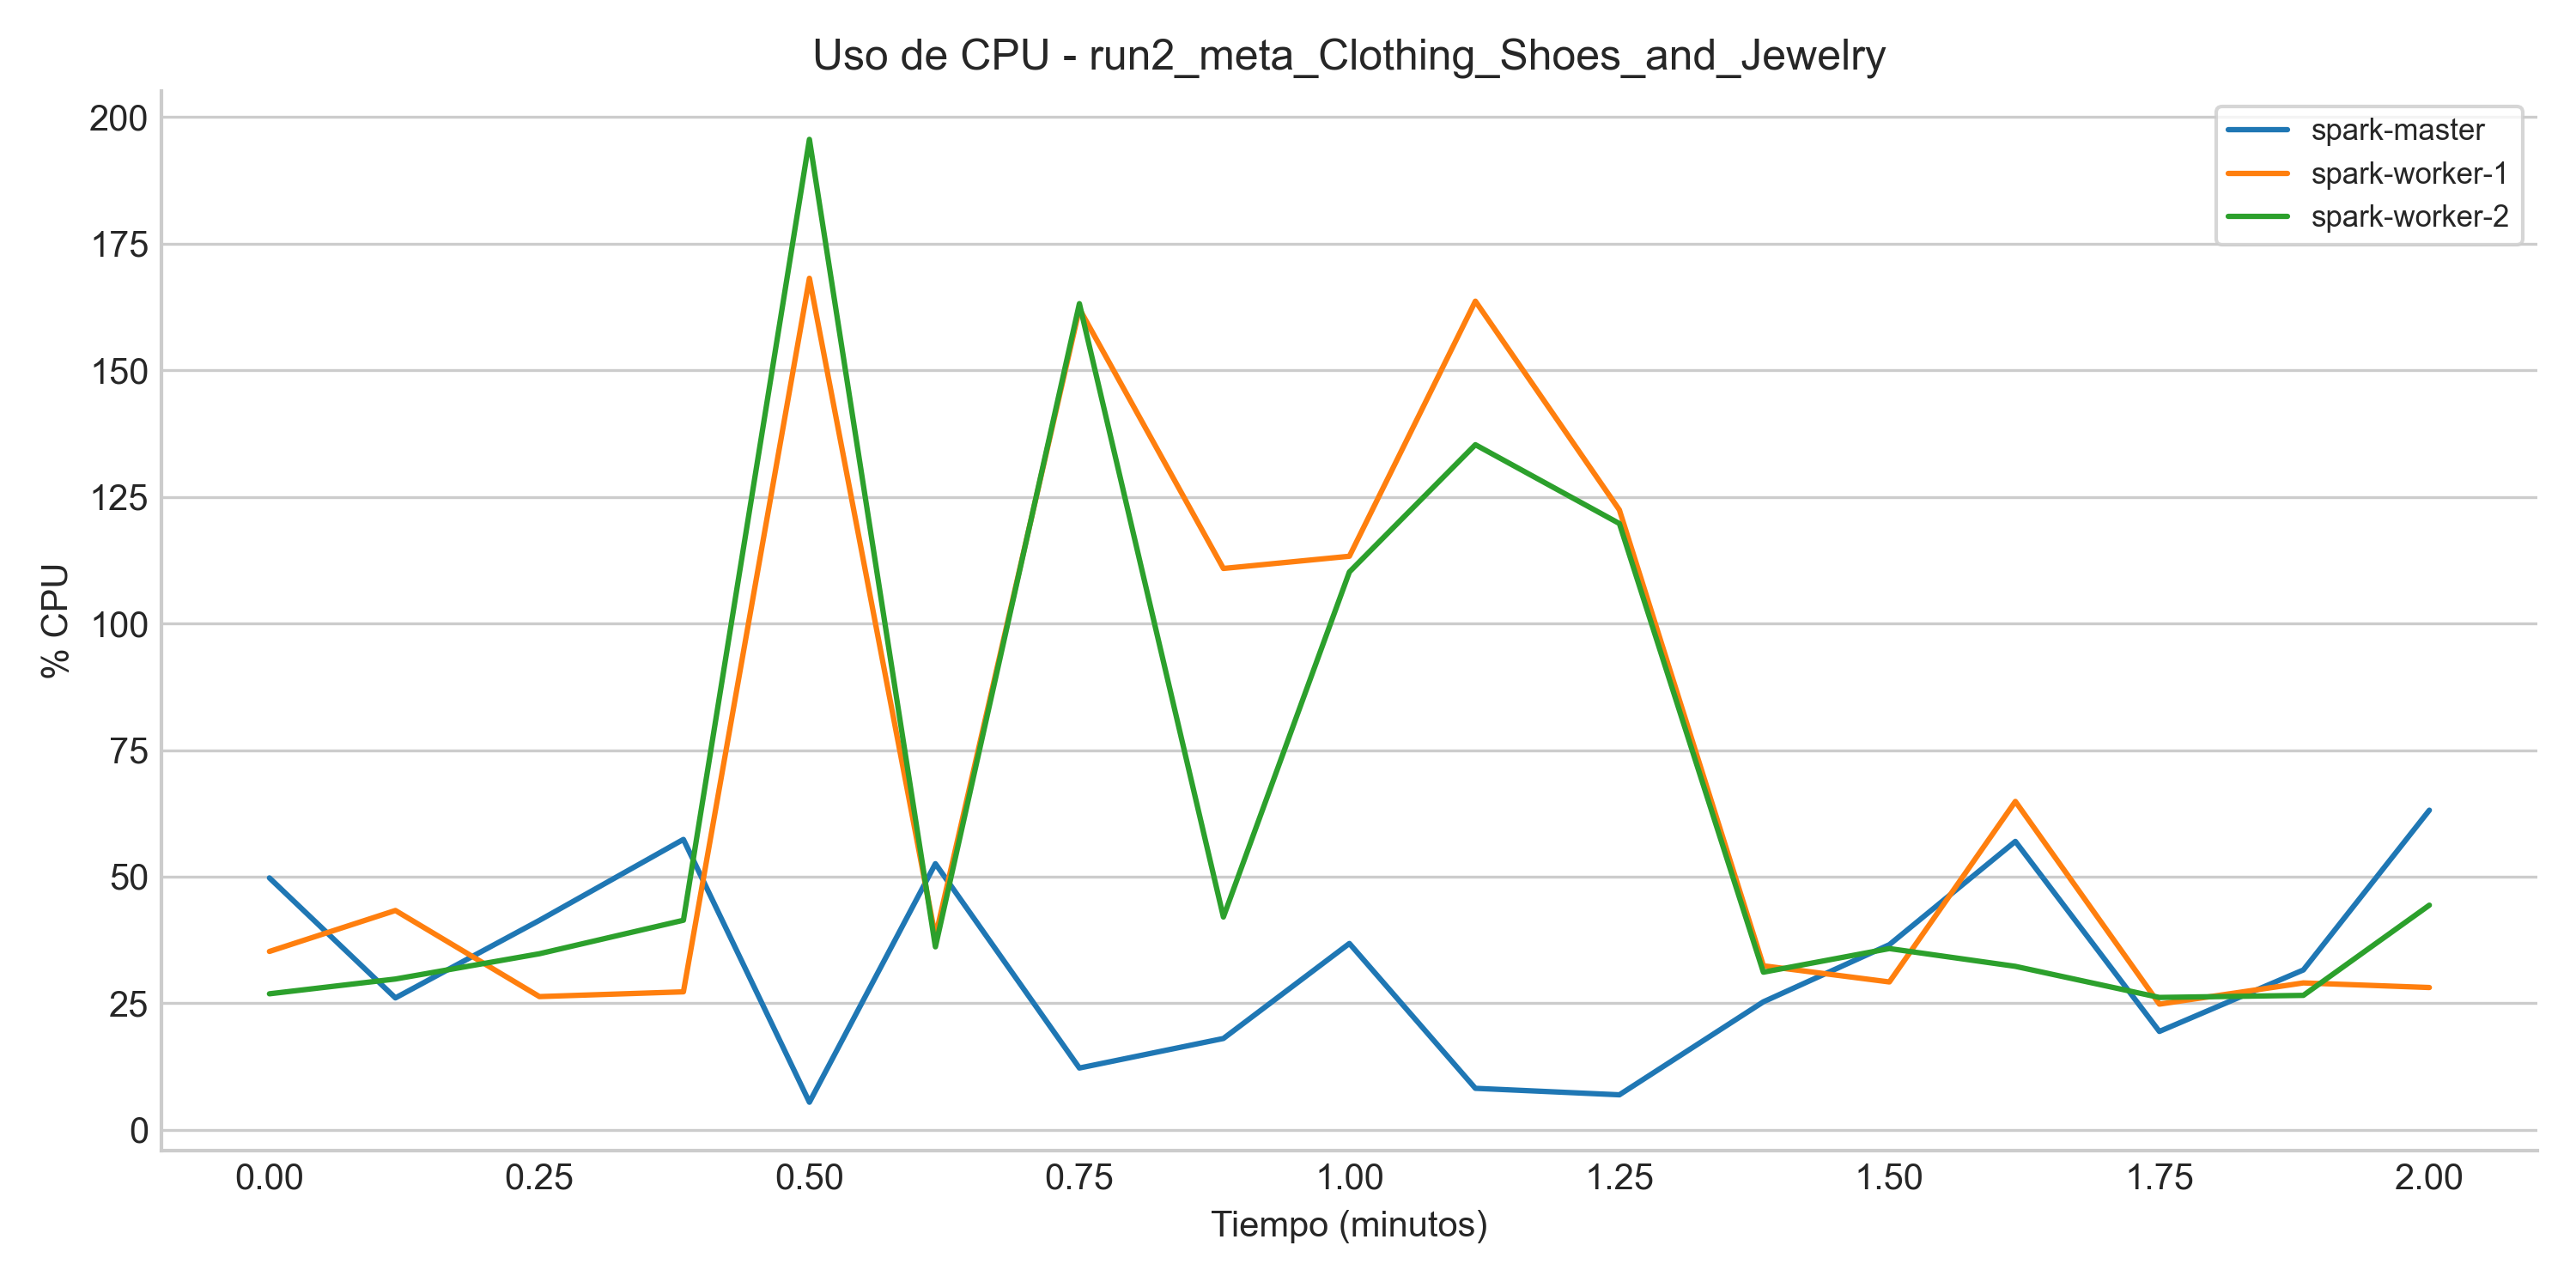 Uso de CPU - run2_meta_Clothing_Shoes_and_Jewelry
200
175
150
125
100
75
50
25
0
% CPU
spark-master
spark-worker-1
spark-worker-2
0.00 0.25 0.50 0.75 1.00 1.25 1.50 1.75 2.00
Tiempo (minutos)